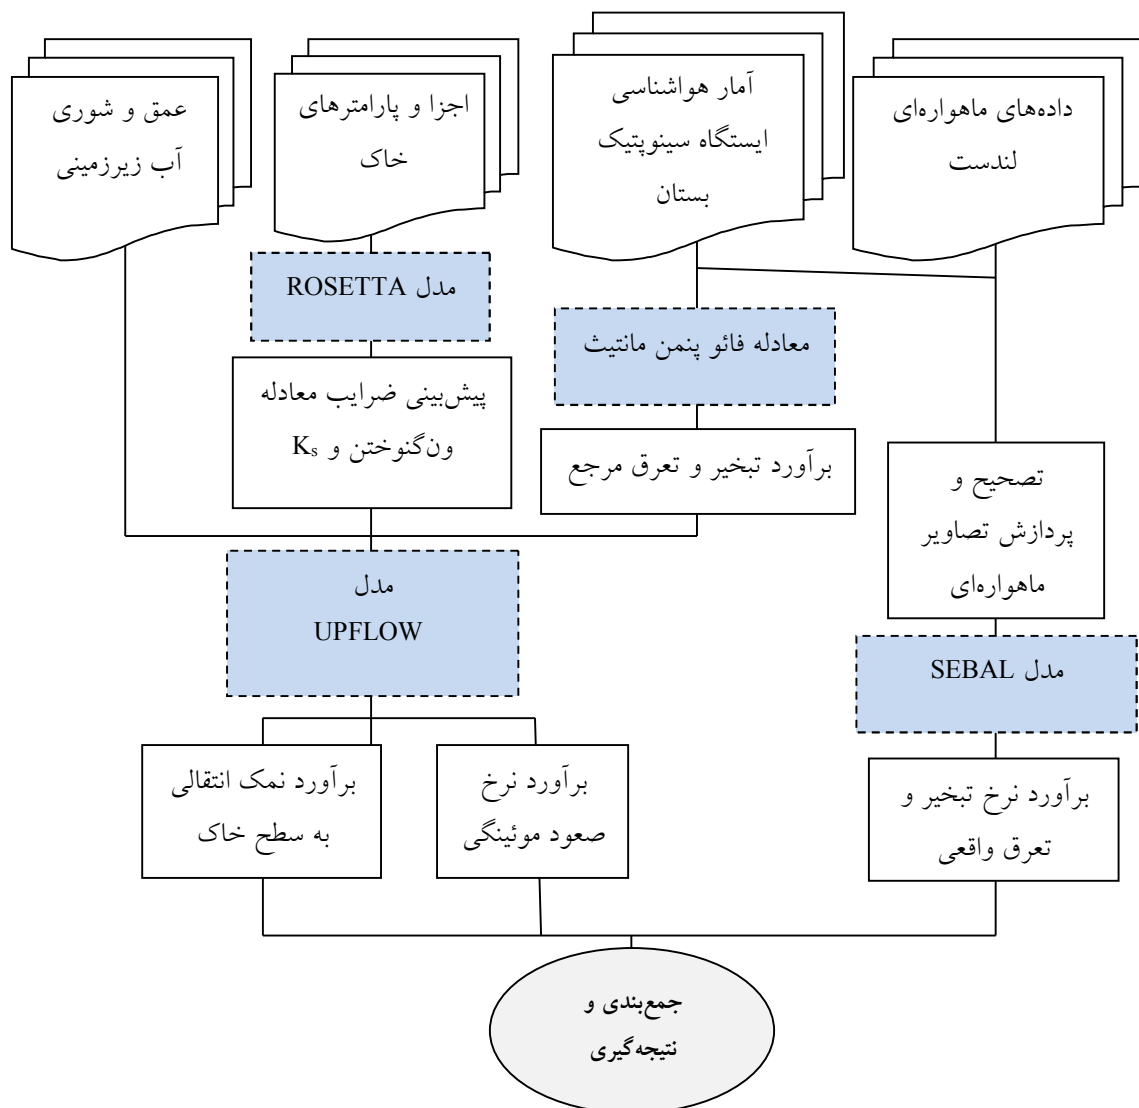 داده‌های ماهواره‌ای
لندست
آمار هواشناسی
ایستگاه سینوپتیک
بستان
اجزا و پارامترهای
خاک
عمق و شوری
آب زیرزمینی
مدل ROSETTA
معادله فائو پنمن مانتیث
پیش‌بینی ضرایب معادله
ون‌گنوختن و Ks
برآورد تبخیر و تعرق مرجع
تصحیح و
پردازش تصاویر
ماهواره‌ای
مدل
UPFLOW
مدل SEBAL
برآورد نرخ تبخیر و
تعرق واقعی
برآورد نرخ
صعود موئینگی
برآورد نمک انتقالی
به سطح خاک
جمع‌بندی و
نتیجه‌گیری